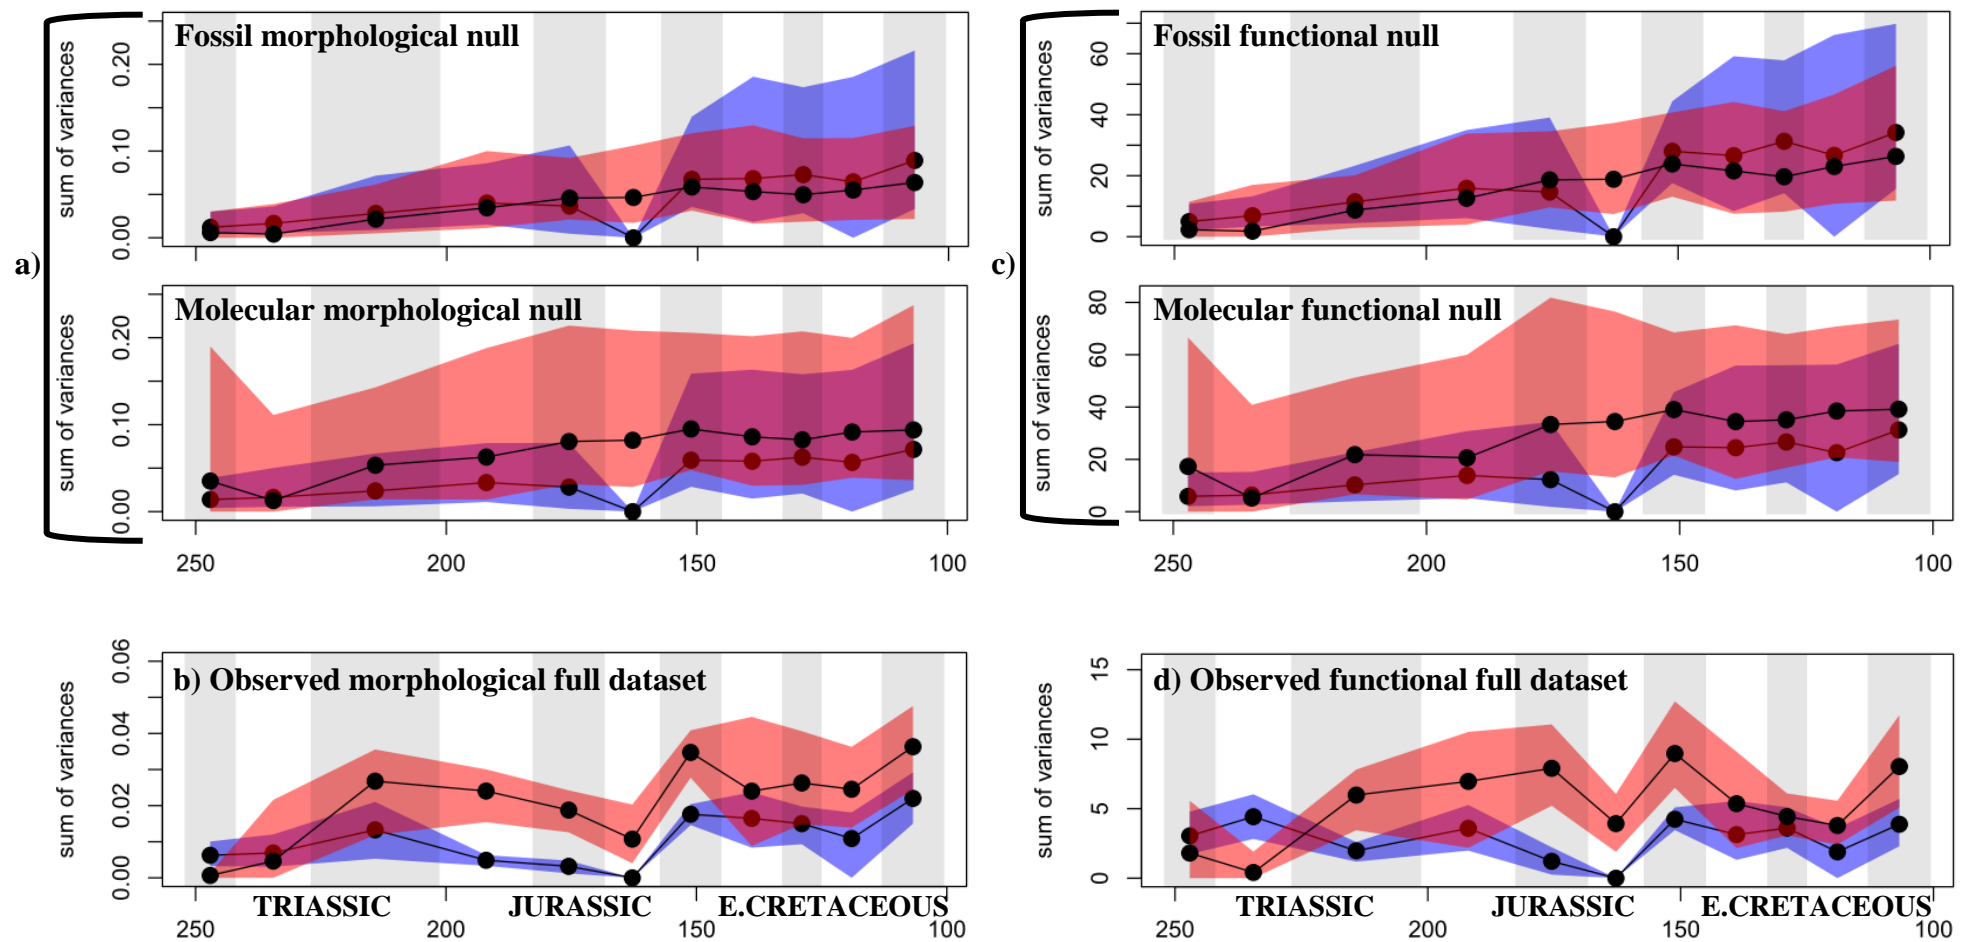 a)
Fossil morphological null
sum of variances
0.00 0.10 0.20
Molecular morphological null
sum of variances
0.00 0.10 0.20
250 200 150 100
b) Observed morphological full dataset
sum of variances
0.00 0.02 0.04 0.06
TRIASSIC JURASSIC E.CRETACEOUS
250 200 150 100
c)
Fossil functional null
sum of variances
0 20 40 60
Molecular functional null
sum of variances
0 20 40 60 80
250 200 150 100
d) Observed functional full dataset
sum of variances
0 5 10 15
TRIASSIC JURASSIC E.CRETACEOUS
250 200 150 100